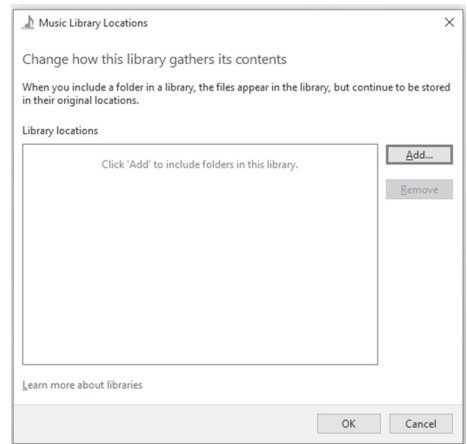 Music Library Locations
Change how this library gathers its contents
When you include a folder in a library, the files appear in the library, but continue to be stored
in their original locations.
Library locations
Click 'Add' to include folders in this library.
Add...
Remove
Learn more about libraries
OK
Cancel